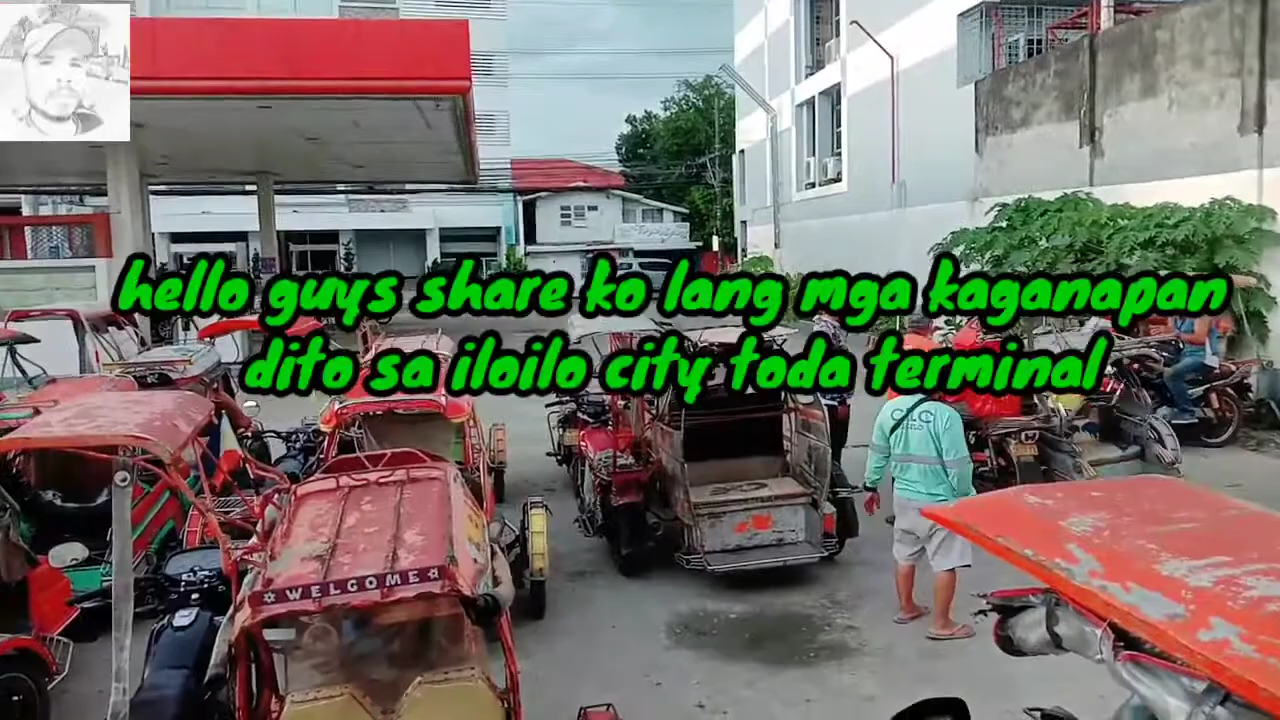 hello guys share ko lang mga kaganapan
dito sa iloilo city toda terminal
WELCOME